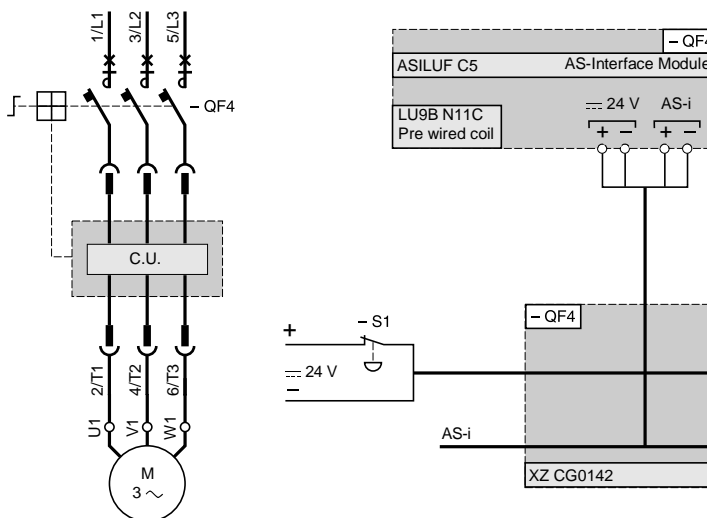 1/L1
3/L2
5/L3
– QF4
C.U.
2/T1
4/T2
6/T3
U1
V1
W1
M
3 ~
– QF4
ASILUF C5 AS-Interface Module
LU9B N11C
Pre wired coil
24 V AS-i
+ – + –
– S1
+
24 V
–
– QF4
AS-i
XZ CG0142